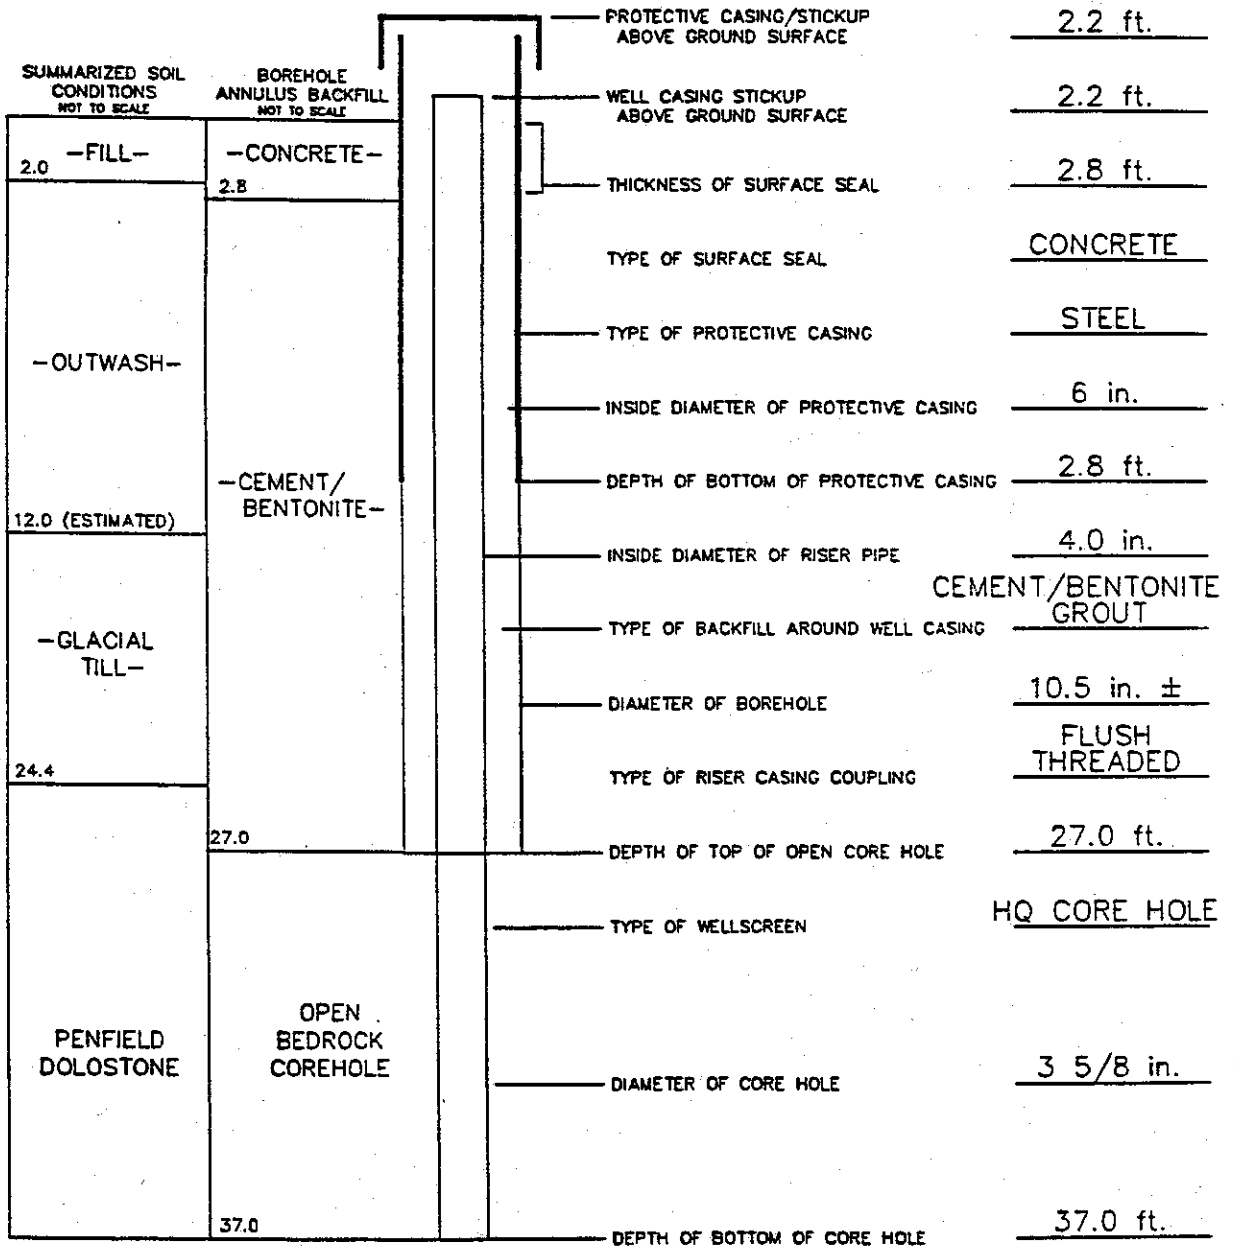 PROTECTIVE CASING/STICKUP
ABOVE GROUND SURFACE
2.2 ft.
SUMMARIZED SOIL
CONDITIONS
NOT TO SCALE
BOREHOLE
ANNULUS BACKFILL
NOT TO SCALE
WELL CASING STICKUP
ABOVE GROUND SURFACE
2.2 ft.
-FILL-
2.0
-CONCRETE-
2.8
THICKNESS OF SURFACE SEAL
2.8 ft.
TYPE OF SURFACE SEAL
CONCRETE
TYPE OF PROTECTIVE CASING
STEEL
-OUTWASH-
INSIDE DIAMETER OF PROTECTIVE CASING
6 in.
-CEMENT/
BENTONITE-
DEPTH OF BOTTOM OF PROTECTIVE CASING
2.8 ft.
12.0 (ESTIMATED)
INSIDE DIAMETER OF RISER PIPE
4.0 in.
-GLACIAL
TILL-
TYPE OF BACKFILL AROUND WELL CASING
CEMENT/BENTONITE
GROUT
DIAMETER OF BOREHOLE
10.5 in. ±
24.4
TYPE OF RISER CASING COUPLING
FLUSH
THREADED
27.0
DEPTH OF TOP OF OPEN CORE HOLE
27.0 ft.
TYPE OF WELLSCREEN
HQ CORE HOLE
PENFIELD
DOLOSTONE
OPEN
BEDROCK
COREHOLE
DIAMETER OF CORE HOLE
3 5/8 in.
37.0
DEPTH OF BOTTOM OF CORE HOLE
37.0 ft.